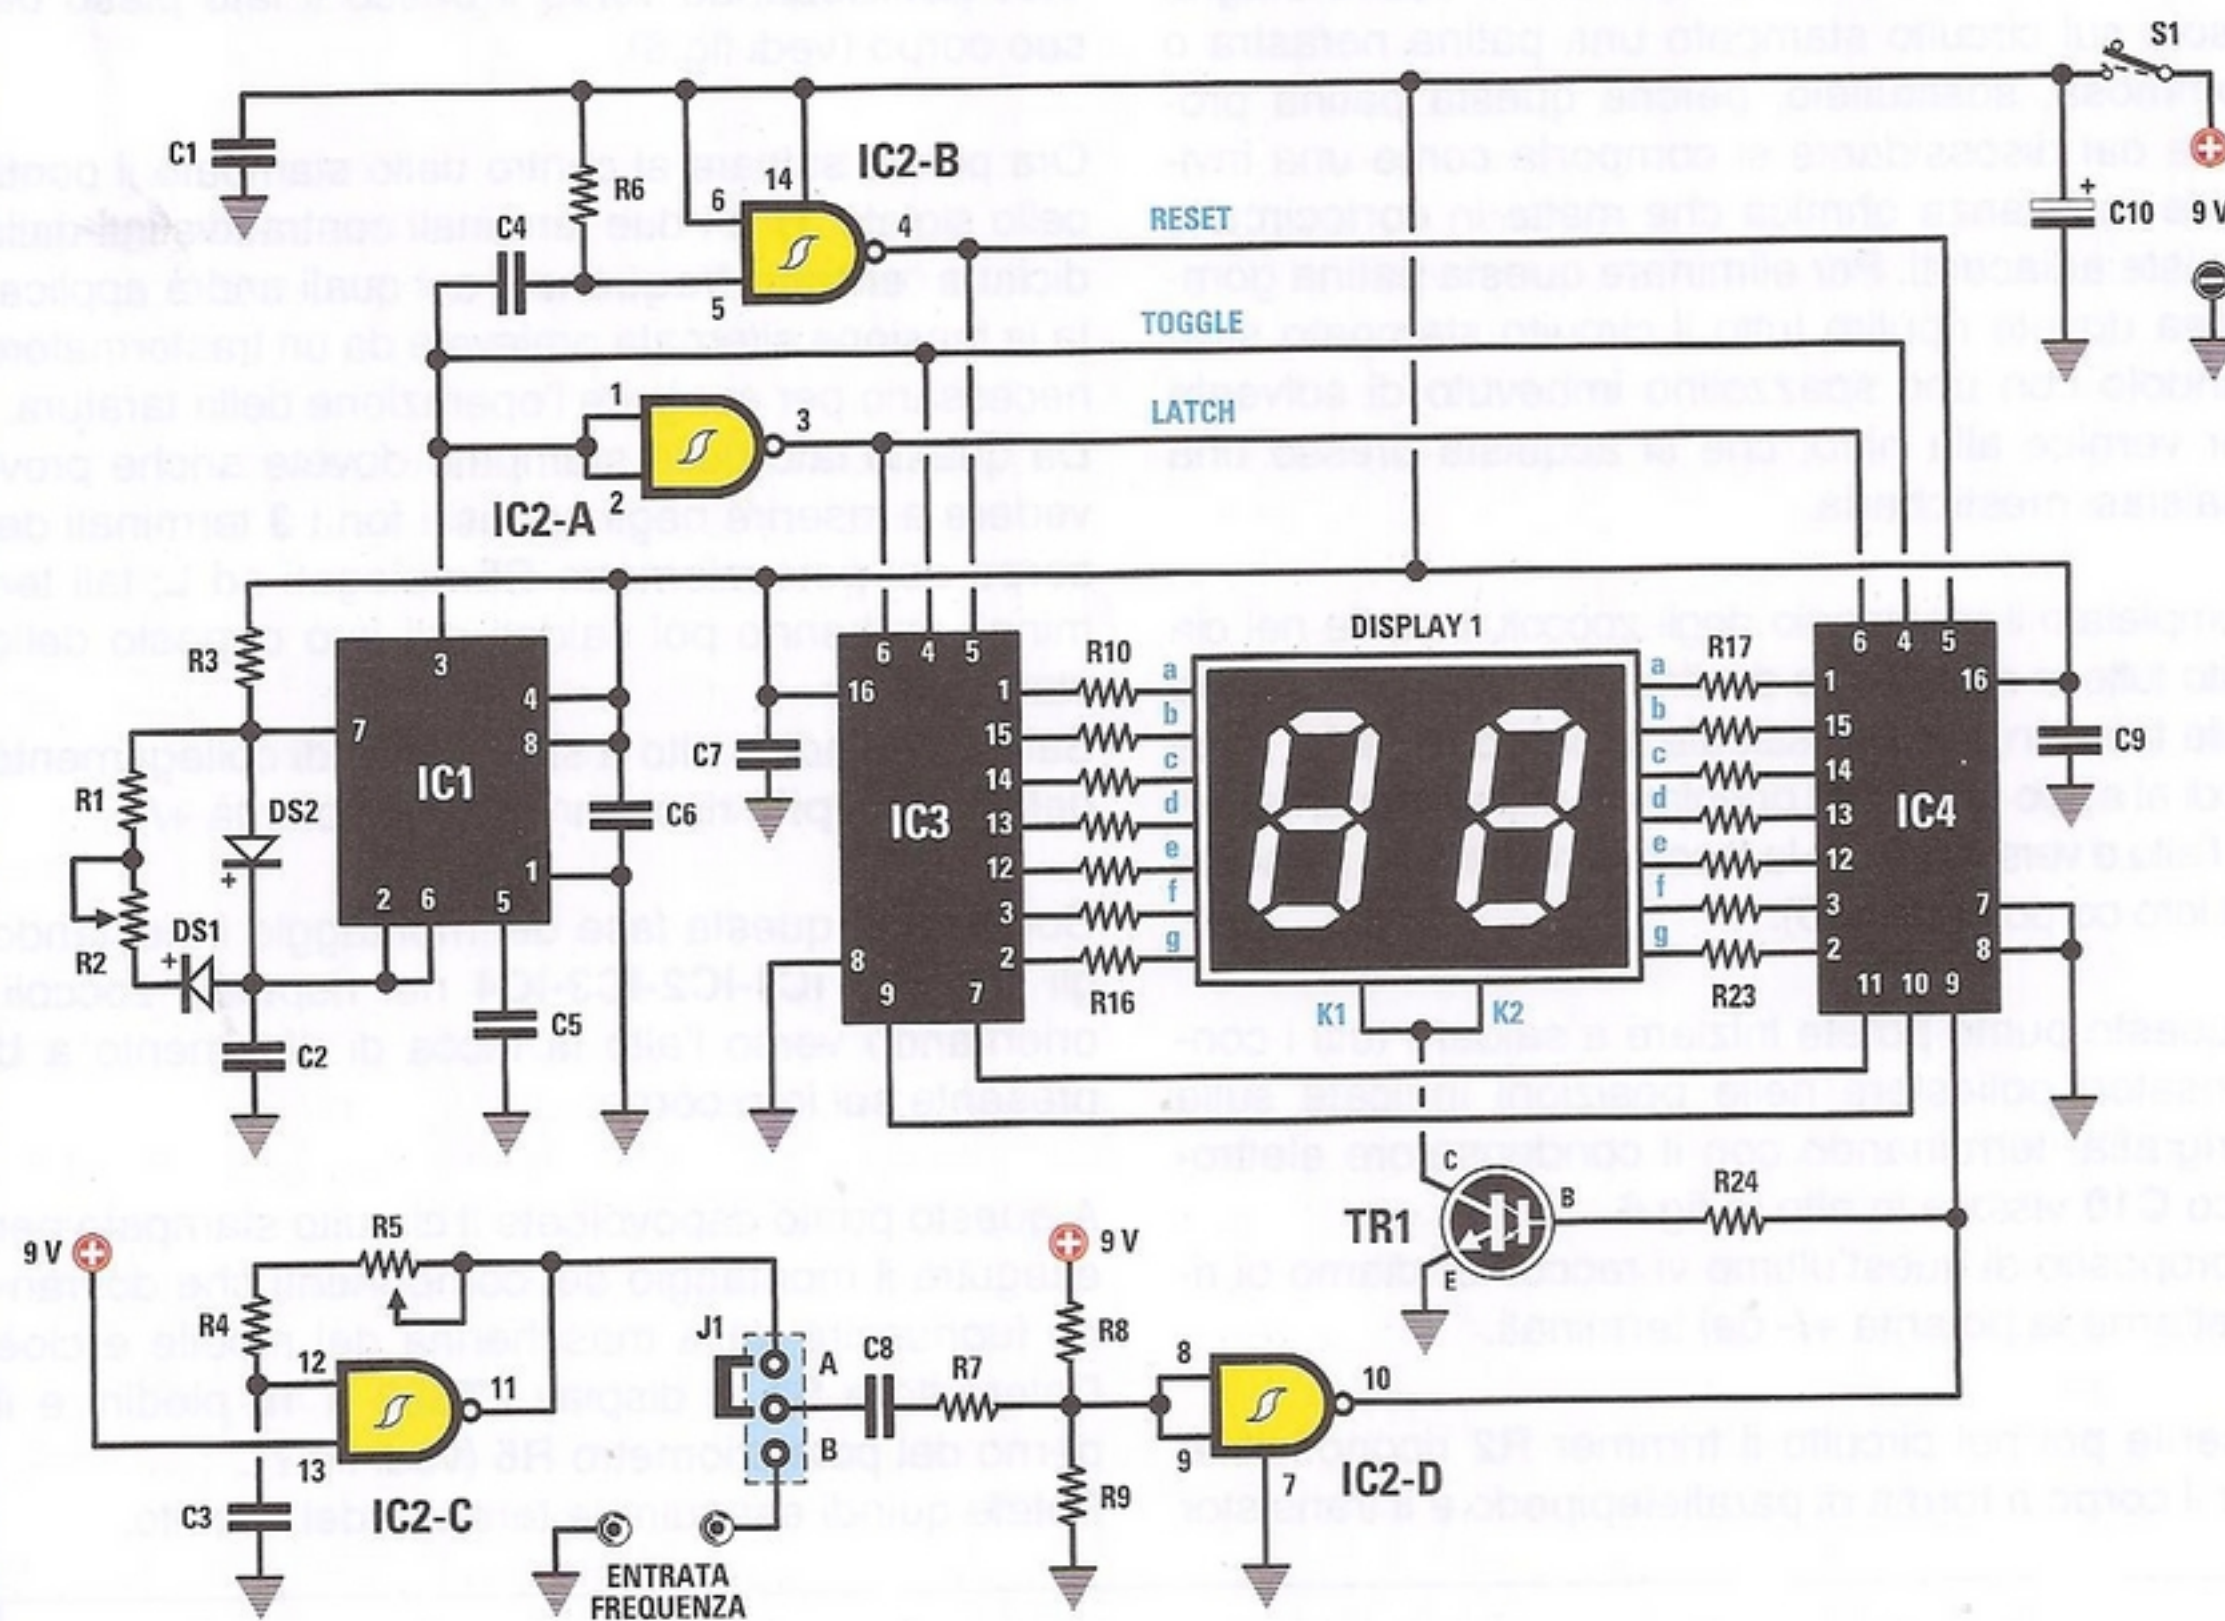 S1
C1
IC2-B
14
6
R6
C4
4
RESET
+
C10
9 V
5
TOGGLE
1
3
LATCH
2
IC2-A
DISPLAY 1
R3
3
6 4 5
R10
a
a
R17
6 4 5
7
4
16
1
1
16
b
b
15
15
8
C7
C9
R1
DS2
IC1
C6
14
c
c
14
IC3
13
d
d
13
IC4
+
1
12
e
e
12
2 6 5
3
f
f
3
7
DS1
+
R2
8
2
g
g
2
8
9 7
R16
R23
11 10 9
C5
K1
K2
C2
C
R24
B
TR1
E
R5
9 V
9 V
R4
J1
A
C8
R8
12
11
R7
8
10
B
13
9
7
C3
IC2-C
R9
IC2-D
ENTRATA
FREQUENZA